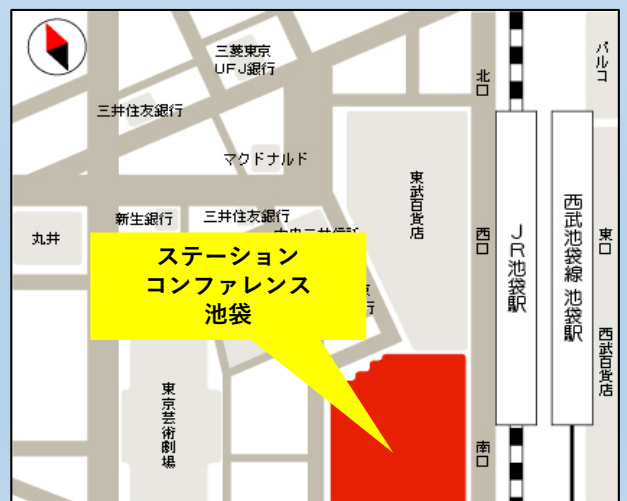 三菱東京
UFJ銀行
パルコ
北口
三井住友銀行
マクドナルド
東武百貨店
新生銀行
三井住友銀行
丸井
西口
JR池袋駅
西武池袋線 池袋駅
東口
ステーション
コンファレンス
池袋
西武百貨店
東京芸術劇場
南口